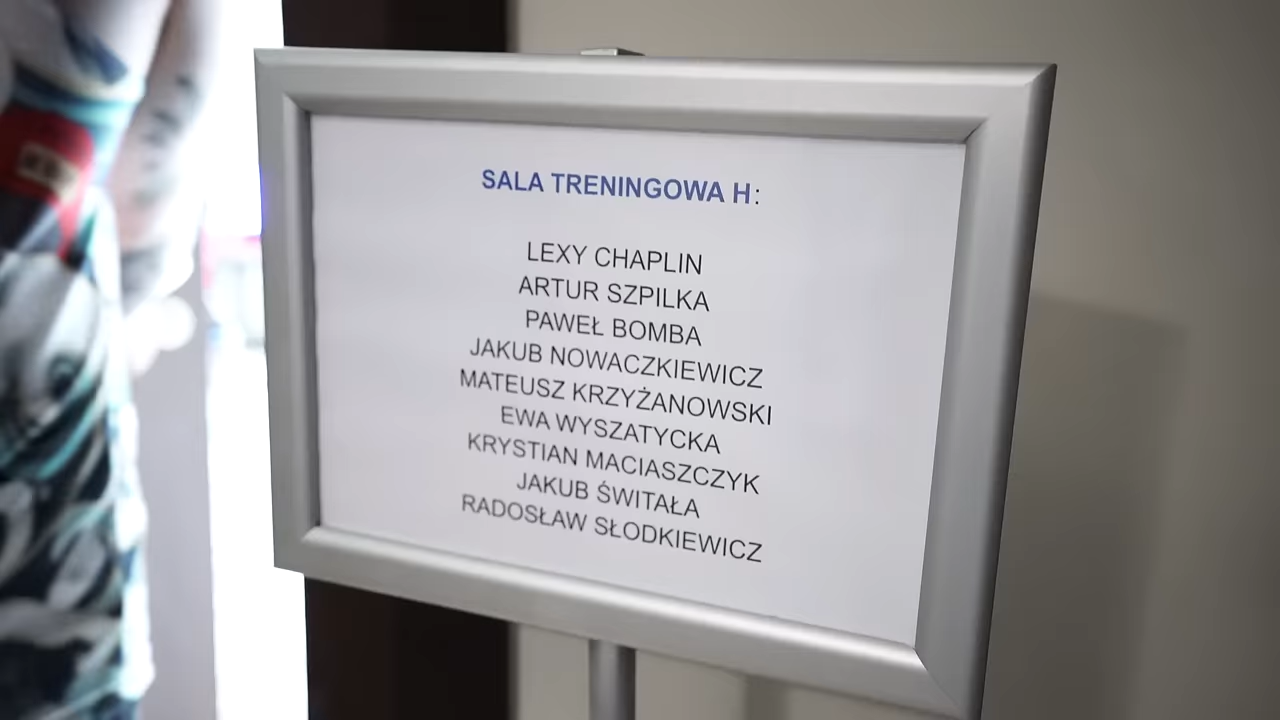 SALA TRENINGOWA H:
LEXY CHAPLIN
ARTUR SZPILKA
PAWEŁ BOMBA
JAKUB NOWACZKIEWICZ
MATEUSZ KRZYŻANOWSKI
EWA WYSZATYCKA
KRYSTIAN MACIASZCZYK
JAKUB ŚWITAŁA
RADOSŁAW SŁODKIEWICZ